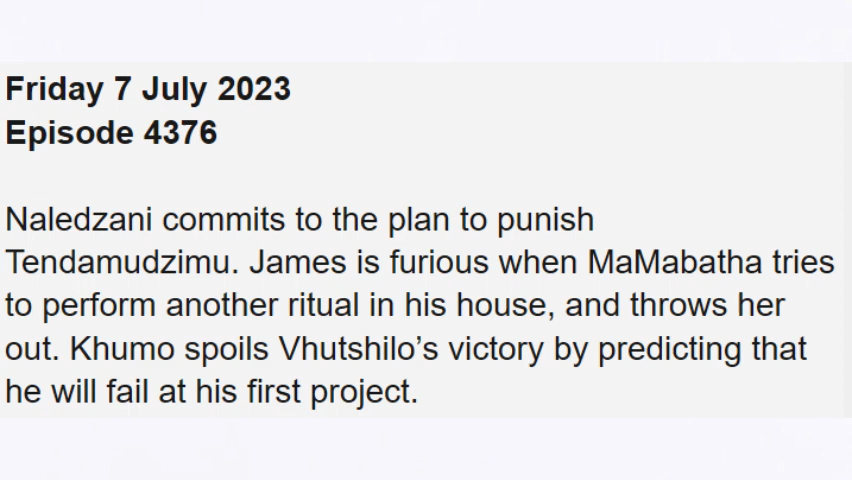 Friday 7 July 2023
Episode 4376
Naledzani commits to the plan to punish
Tendamudzimu. James is furious when MaMabatha tries
to perform another ritual in his house, and throws her
out. Khumo spoils Vhutshilo’s victory by predicting that
he will fail at his first project.